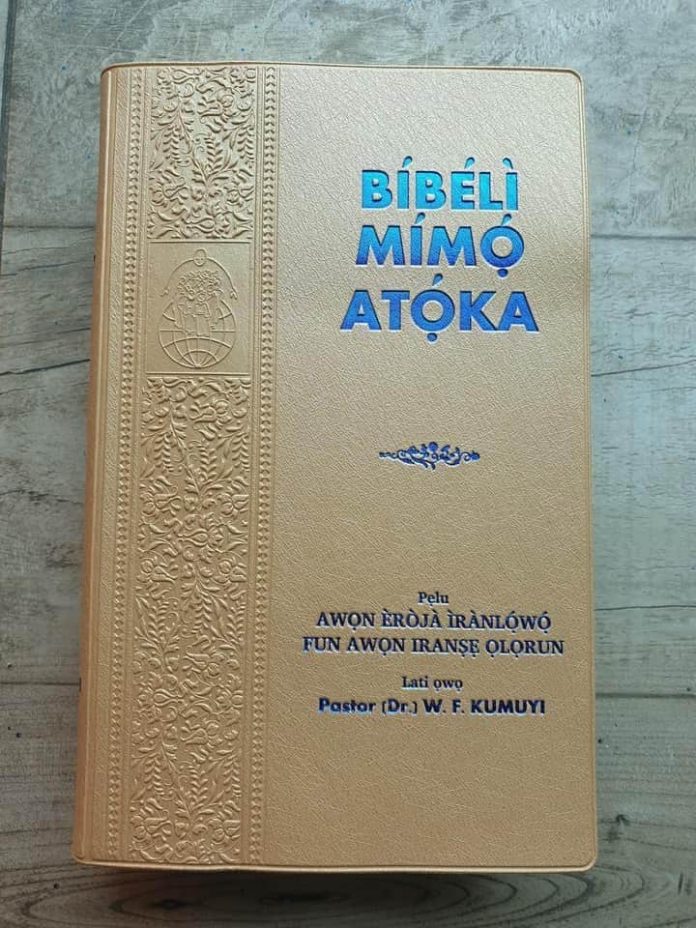 BÍBÉLÌ
MÍMỌ́
ATỌ́KA
Pẹlu
AWỌN ÈRÒJÀ ÌRÀNLỌ́WỌ́
FUN AWỌN IRANṢẸ ỌLỌRUN
Lati ọwọ
Pastor (Dr.) W. F. KUMUYI